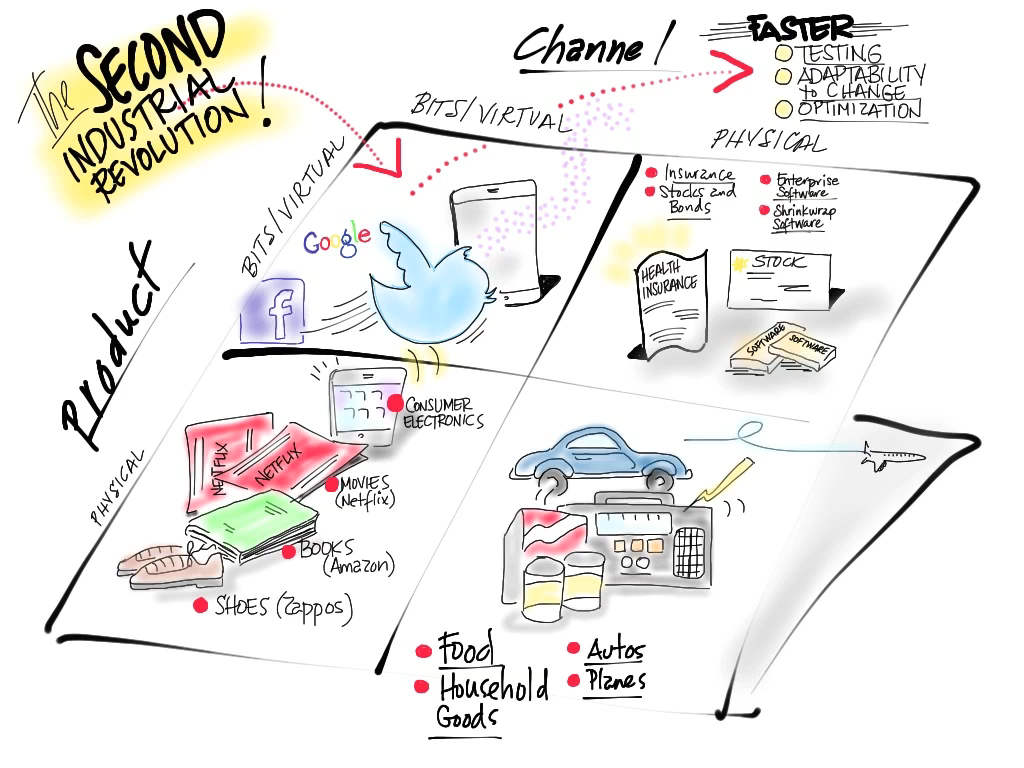 The SECOND
INDUSTRIAL
REVOLUTION!
Channel
FASTER
TESTING
ADAPTABILITY
to CHANGE
OPTIMIZATION
BITS/VIRTUAL
PHYSICAL
Product
BITS/VIRTUAL
PHYSICAL
Google
f
Insurance
Stocks and
Bonds
Enterprise
Software
Shrinkwrap
Software
HEALTH
INSURANCE
STOCK
SOFTWARE
SOFTWARE
CONSUMER
ELECTRONICS
NETFLIX
NETFLIX
MOVIES
(Netflix)
BOOKS
(Amazon)
SHOES (Zappos)
Food
Household
Goods
Autos
Planes